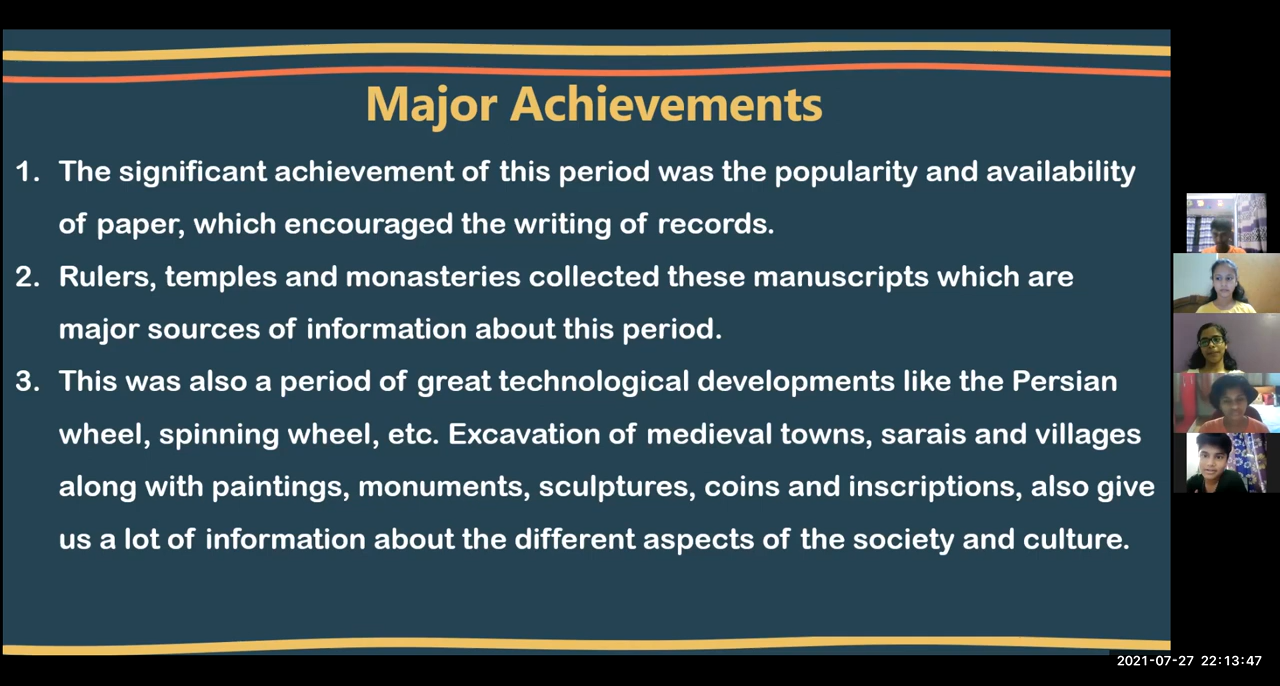 Major Achievements
1. The significant achievement of this period was the popularity and availability
of paper, which encouraged the writing of records.
2. Rulers, temples and monasteries collected these manuscripts which are
major sources of information about this period.
3. This was also a period of great technological developments like the Persian
wheel, spinning wheel, etc. Excavation of medieval towns, sarais and villages
along with paintings, monuments, sculptures, coins and inscriptions, also give
us a lot of information about the different aspects of the society and culture.
2021-07-27 22:13:47